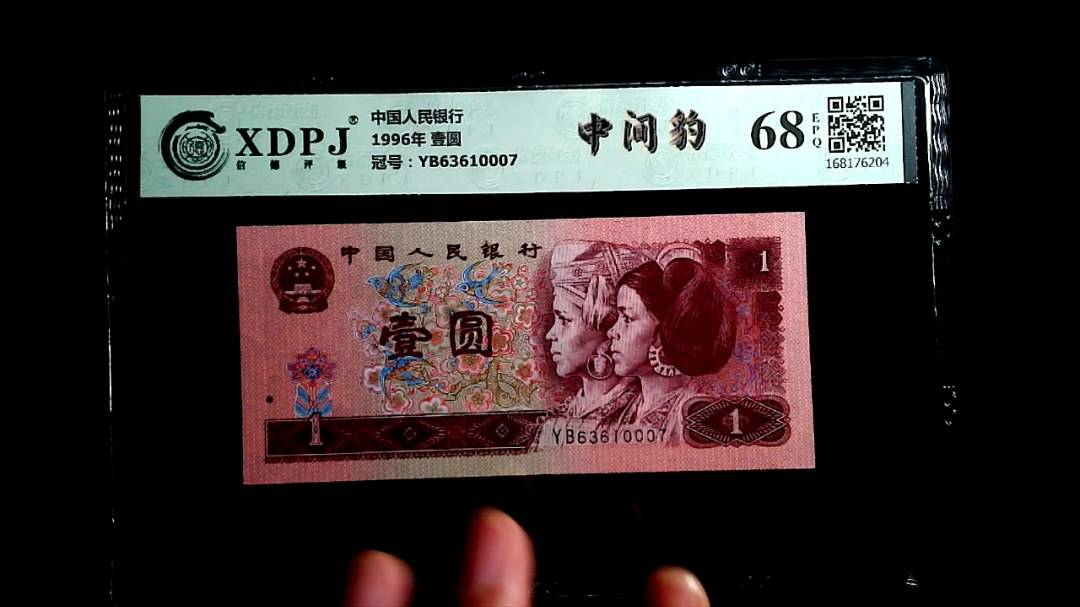 XDPJ®
信德评级
中国人民银行
1996年 壹圆
冠号：YB63610007
中间豹
68
EPQ
168176204
中国人民银行
1
壹圆
1
YB63610007
1